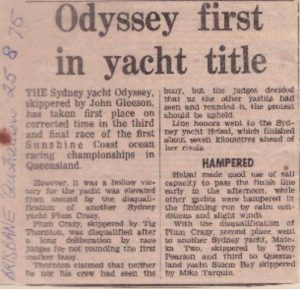 Odyssey first
in yacht title
THE Sydney yacht Odyssey,
skippered by John Gleeson,
has taken first place on
corrected time in the third
and final race of the first
Sunshine Coast ocean
racing championships in
Queensland.
However, it was a hollow vic-
tory for the yacht was elevated
from second by the disquali-
fication of another Sydney
yacht Plum Crazy.
Plum Crazy, skippered by Tig
Thornton, was disqualified after
a long deliberation by race
judges for not rounding the first
marker buoy.
Thornton claimed that neither
he nor his crew had seen the
buoy, but the judges decided
that as the other yachts had
seen and rounded it, the protest
should be upheld.
Line honors went to the Syd-
ney yacht Helsal, which finished
about seven kilometres ahead of
her rivals.
HAMPERED
Helsal made good use of sail
capacity to pass the finish line
early in the afternoon, while
other yachts were hampered in
the finishing run by calm con-
ditions and slight winds.
With the disqualification of
Plum Crazy, second place went
to another Sydney yacht,
Two, skippered by Tony
Pearson and third to Queens-
land yacht Bay skippered
by Mike Tarquin.
BRISBANE 25.8.75